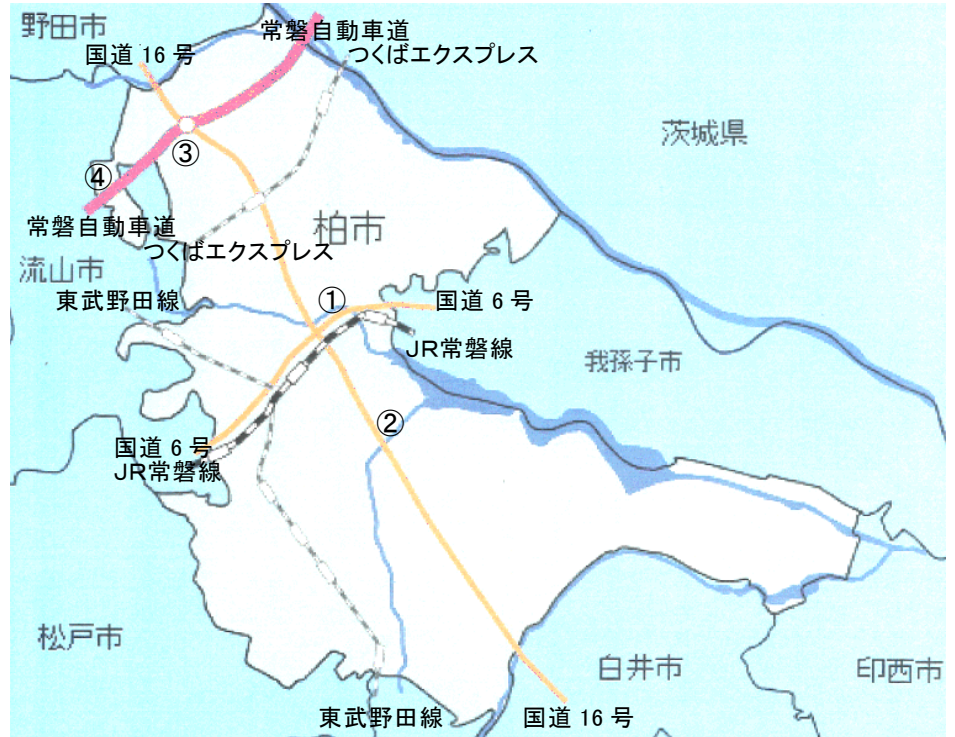 野田市
常磐自動車道
国道 16 号
つくばエクスプレス
茨城県
③
④
常磐自動車道
柏市
つくばエクスプレス
流山市
東武野田線
①
国道 6 号
JR常磐線
我孫子市
②
国道 6 号
JR常磐線
松戸市
白井市
印西市
東武野田線
国道 16 号